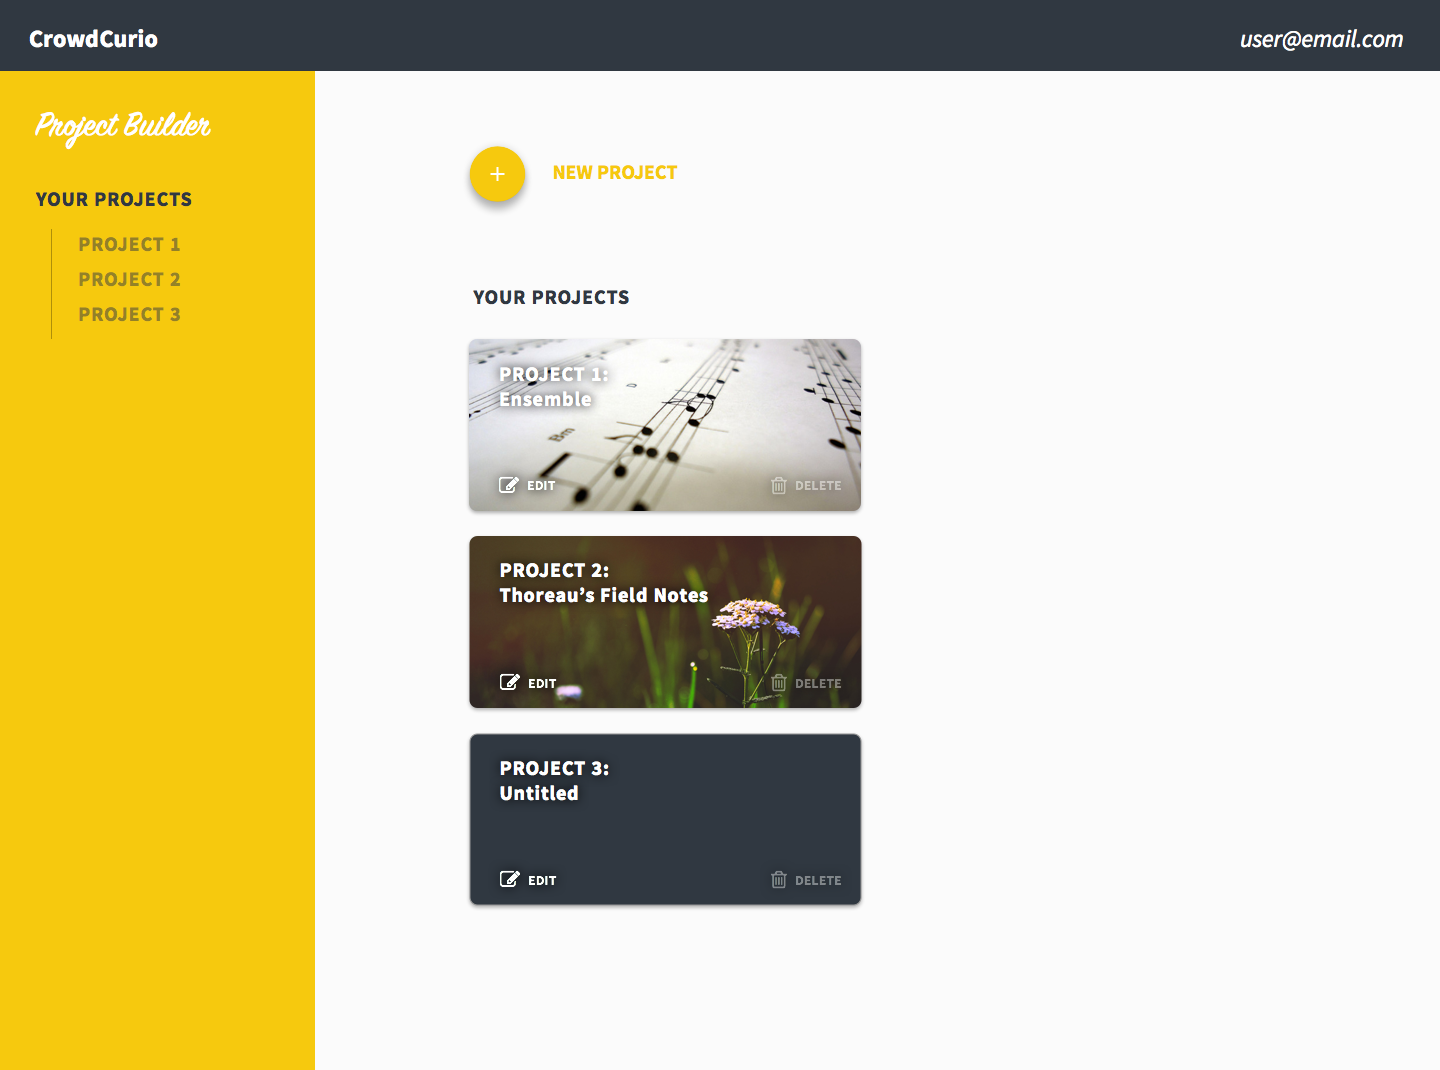 CrowdCurio
user@email.com
Project Builder
YOUR PROJECTS
PROJECT 1
PROJECT 2
PROJECT 3
+
NEW PROJECT
YOUR PROJECTS
PROJECT 1:
Ensemble
Bm
EDIT
DELETE
PROJECT 2:
Thoreau’s Field Notes
EDIT
DELETE
PROJECT 3:
Untitled
EDIT
DELETE